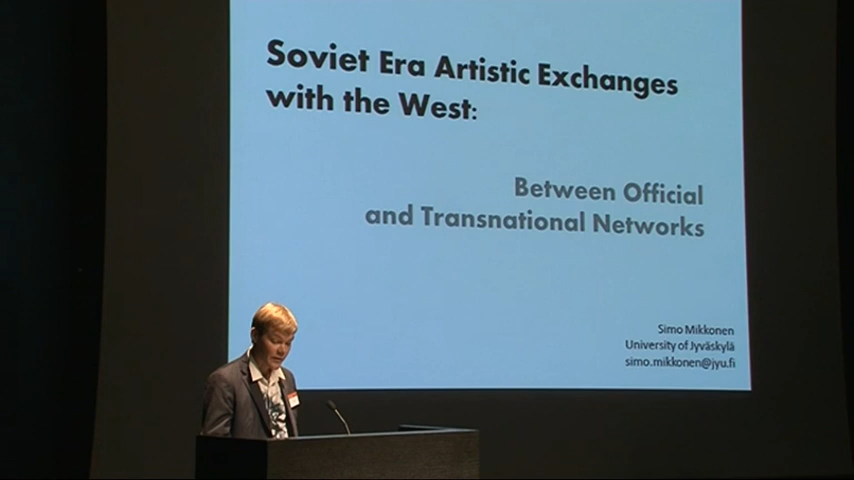 Soviet Era Artistic Exchanges
with the West:
Between Official
and Transnational Networks
Simo Mikkonen
University of Jyväskylä
simo.mikkonen@jyu.fi